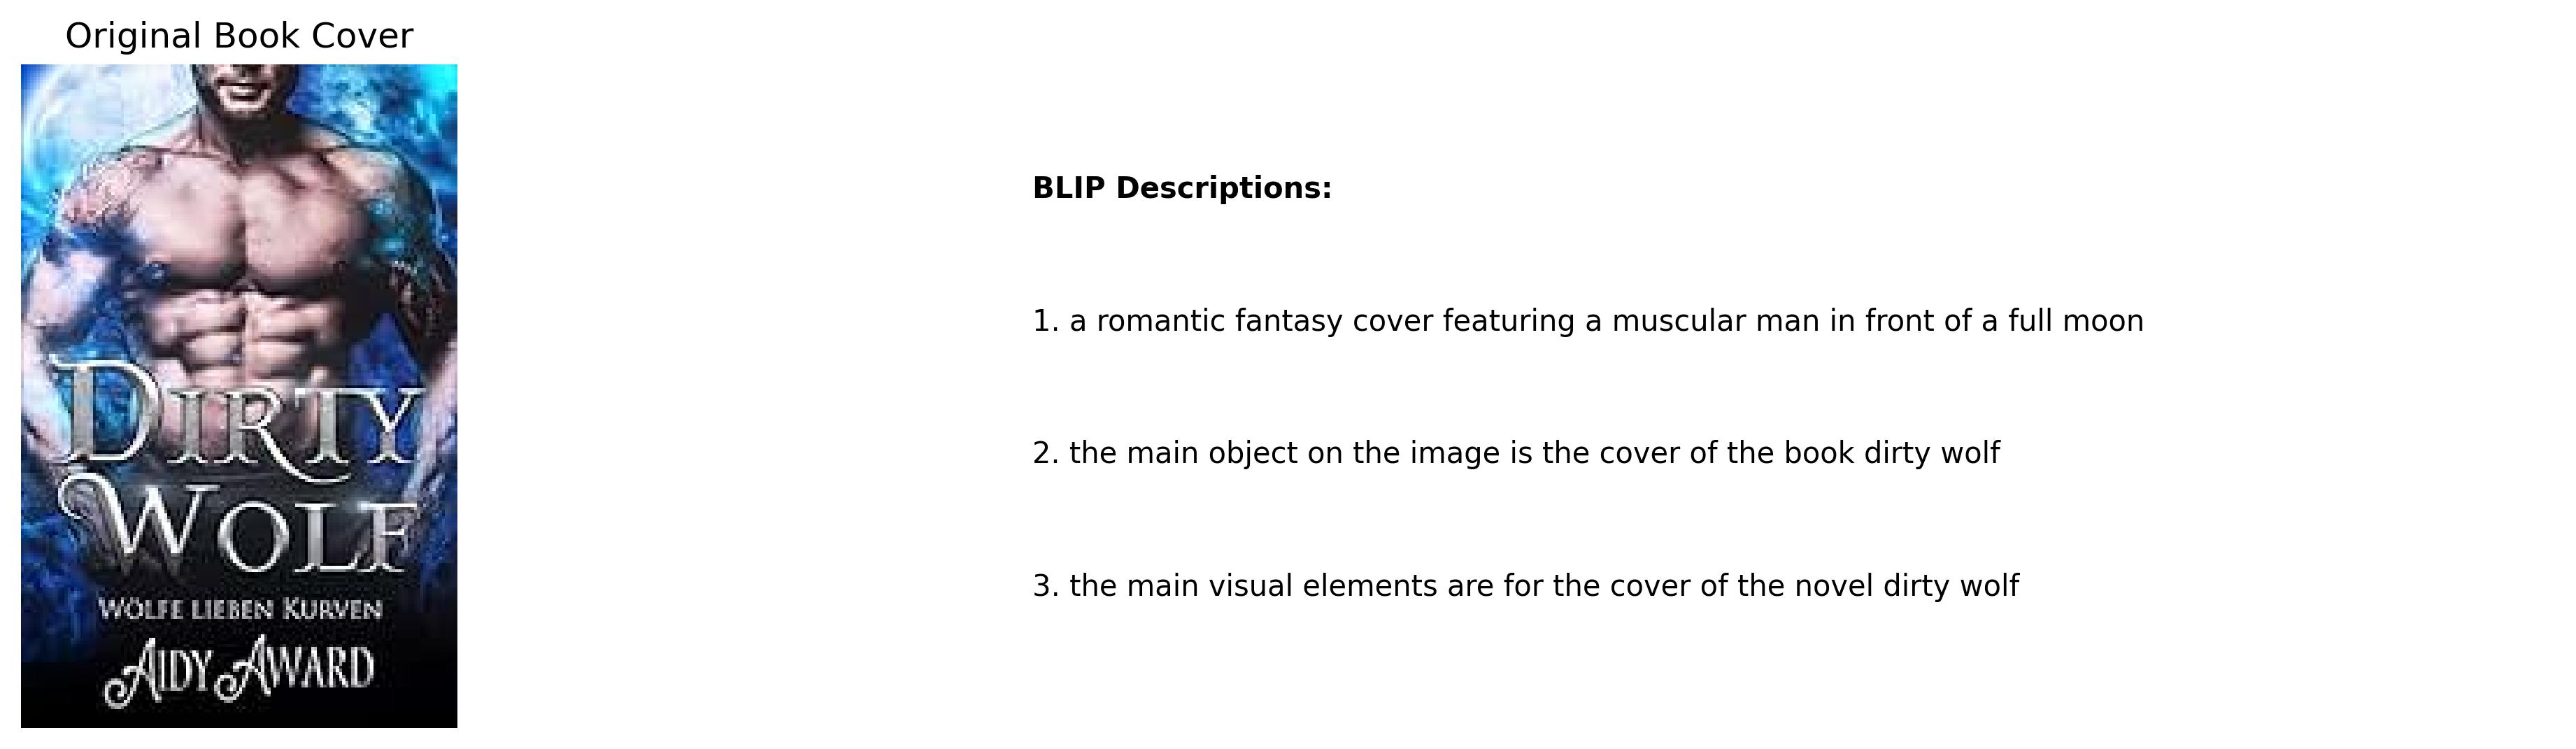 Original Book Cover
DIRTY
WOLF
WÖLFE LIEBEN KURVEN
AIDY AWARD
BLIP Descriptions:
1. a romantic fantasy cover featuring a muscular man in front of a full moon
2. the main object on the image is the cover of the book dirty wolf
3. the main visual elements are for the cover of the novel dirty wolf